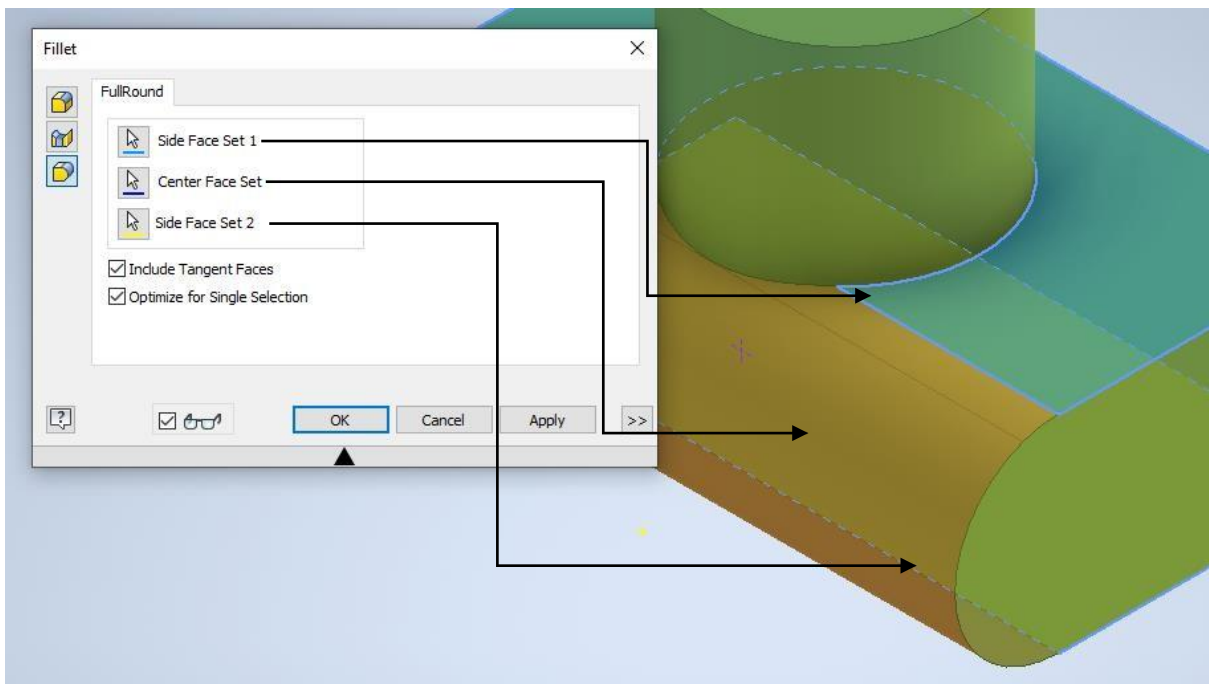 Fillet
FullRound
Side Face Set 1
Center Face Set
Side Face Set 2
Include Tangent Faces
Optimize for Single Selection
OK Cancel Apply >>